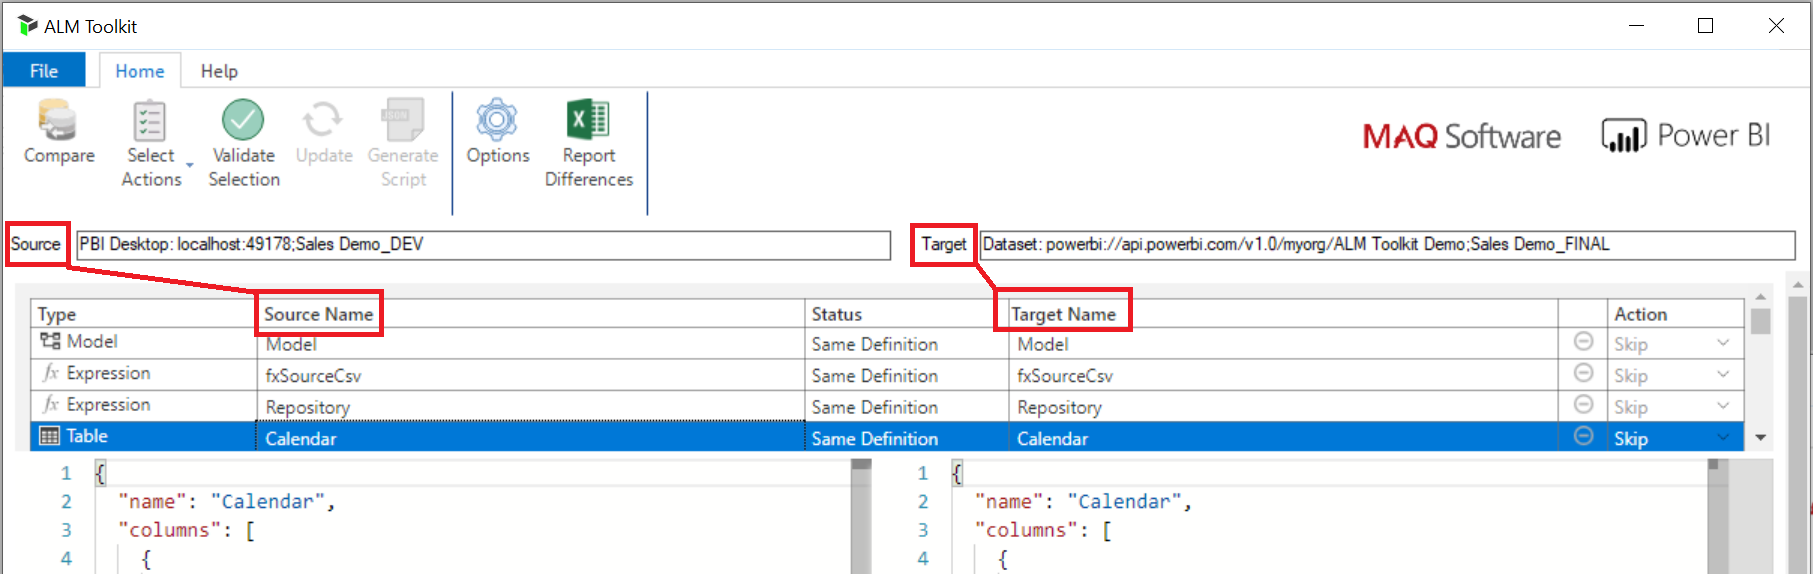 ALM Toolkit
File Home Help
Compare Select Actions Validate Selection Update Generate Script Options Report Differences
MAQ Software Power BI
Source PBI Desktop: localhost:49178;Sales Demo_DEV Target Dataset: powerbi://api.powerbi.com/v1.0/myorg/ALM Toolkit Demo;Sales Demo_FINAL
Type Source Name Status Target Name Action
Model Model Same Definition Model Skip
fx Expression fxSourceCsv Same Definition fxSourceCsv Skip
fx Expression Repository Same Definition Repository Skip
Table Calendar Same Definition Calendar Skip
1 { 1 {
2 "name": "Calendar", 2 "name": "Calendar",
3 "columns": [ 3 "columns": [
4 { 4 {